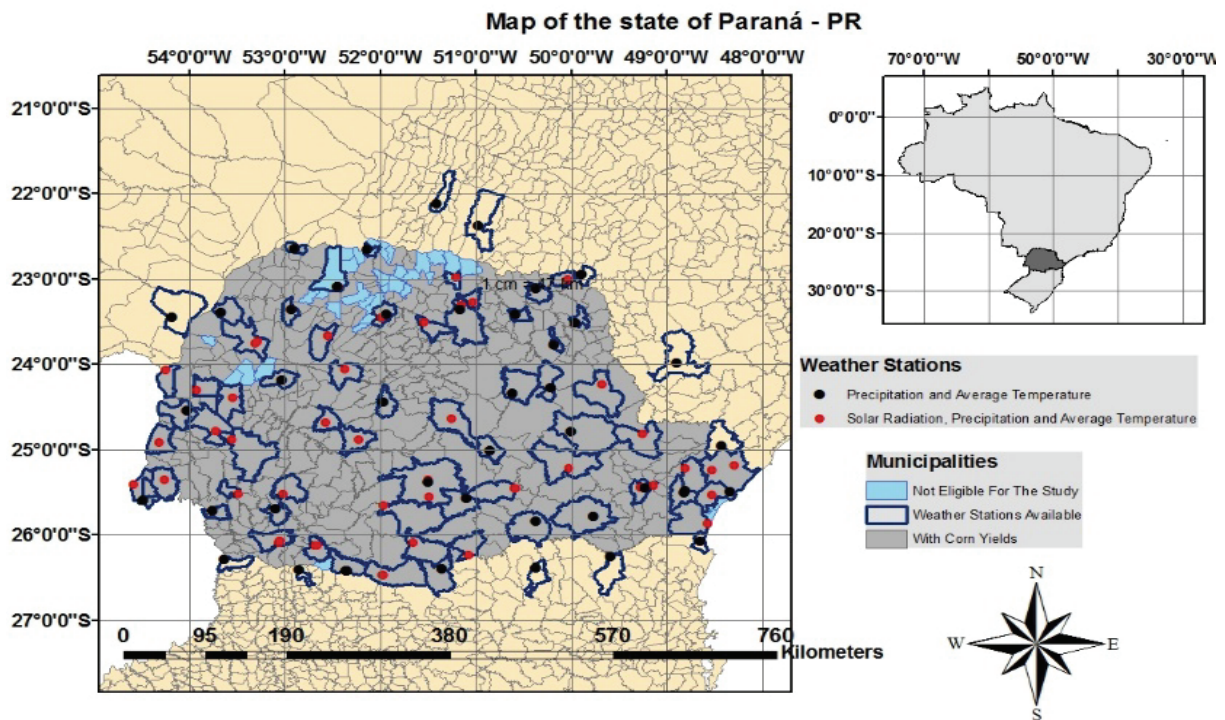 Map of the state of Paraná - PR
54°0'0"W 53°0'0"W 52°0'0"W 51°0'0"W 50°0'0"W 49°0'0"W 48°0'0"W
21°0'0"S
22°0'0"S
23°0'0"S
24°0'0"S
25°0'0"S
26°0'0"S
27°0'0"S
0 95 190 380 570 760
Kilometers
70°0'0"W 50°0'0"W 30°0'0"W
0°0'0"
10°0'0"S
20°0'0"S
30°0'0"S
Weather Stations
Precipitation and Average Temperature
Solar Radiation, Precipitation and Average Temperature
Municipalities
Not Eligible For The Study
Weather Stations Available
With Corn Yields
N
W E
S